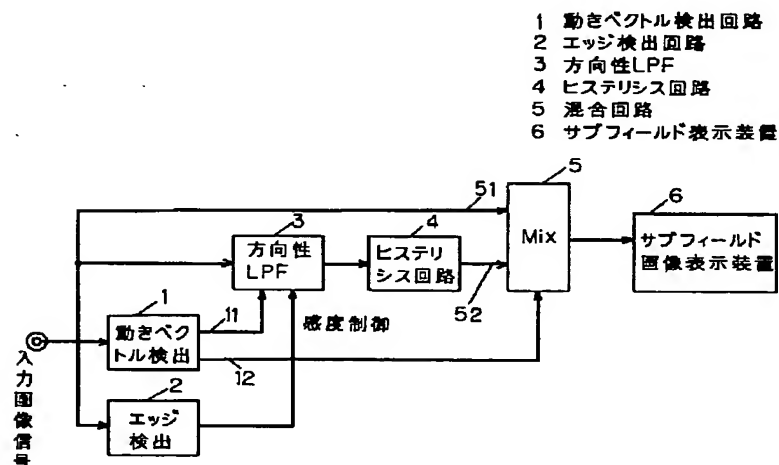 1 動きベクトル検出回路
2 エッジ検出回路
3 方向性LPF
4 ヒステリシス回路
5 混合回路
6 サブフィールド表示装置
5
51
6
3
4
方向性
LPF
ヒステリ
シス回路
Mix
サブフィールド
画像表示装置
52
1
11
感度制御
動きベク
トル検出
12
2
エッジ
検出
入力画像信号